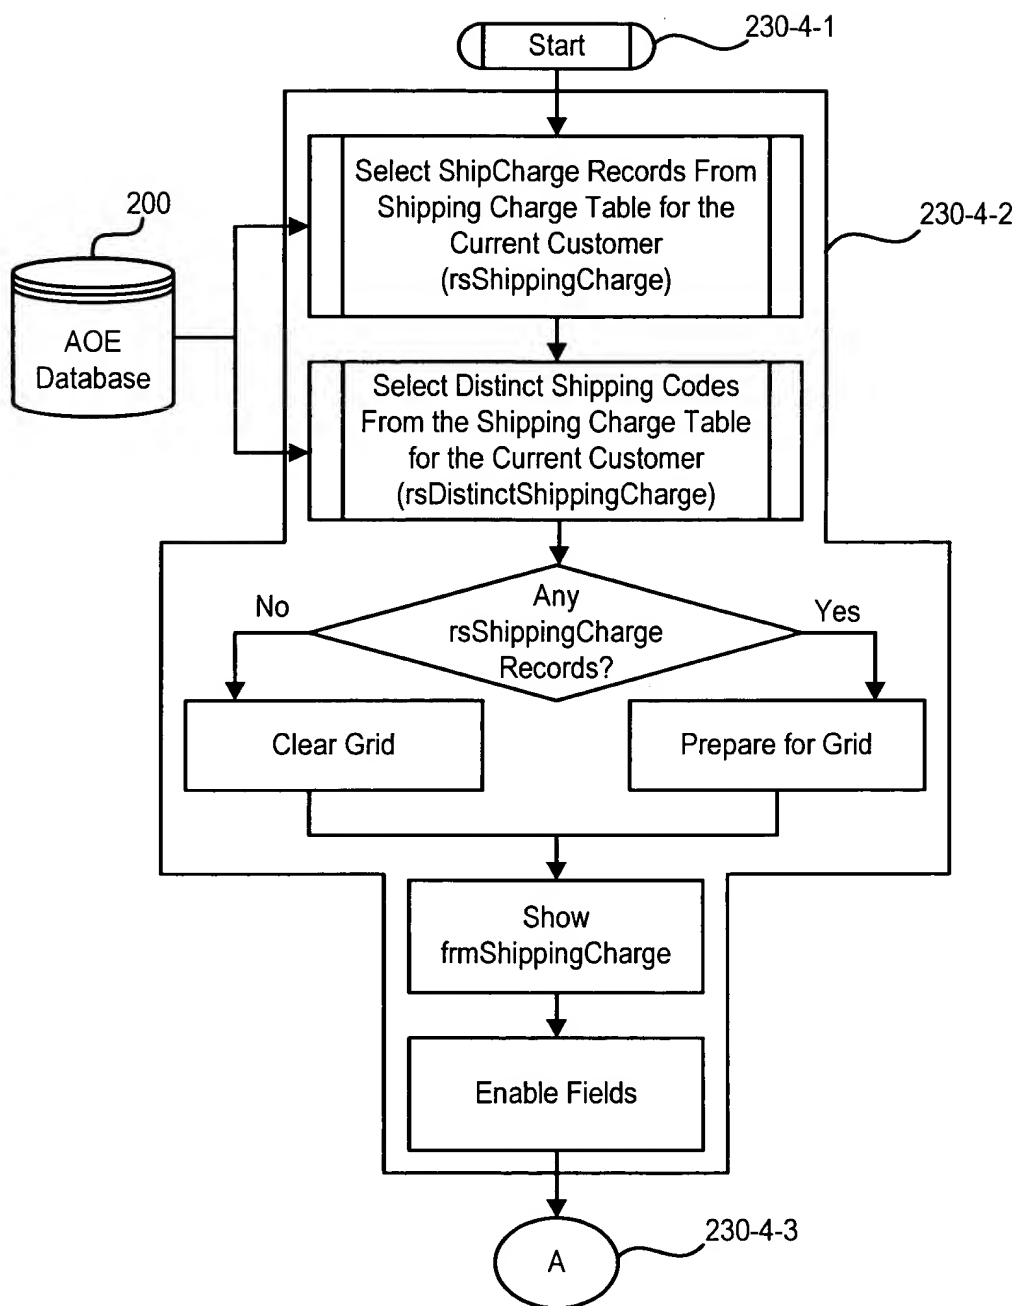 230-4-1
Start
Select ShipCharge Records From
Shipping Charge Table for the
Current Customer
(rsShippingCharge)
230-4-2
200
AOE
Database
Select Distinct Shipping Codes
From the Shipping Charge Table
for the Current Customer
(rsDistinctShippingCharge)
No
Any
rsShippingCharge
Records?
Yes
Clear Grid
Prepare for Grid
Show
frmShippingCharge
Enable Fields
A
230-4-3